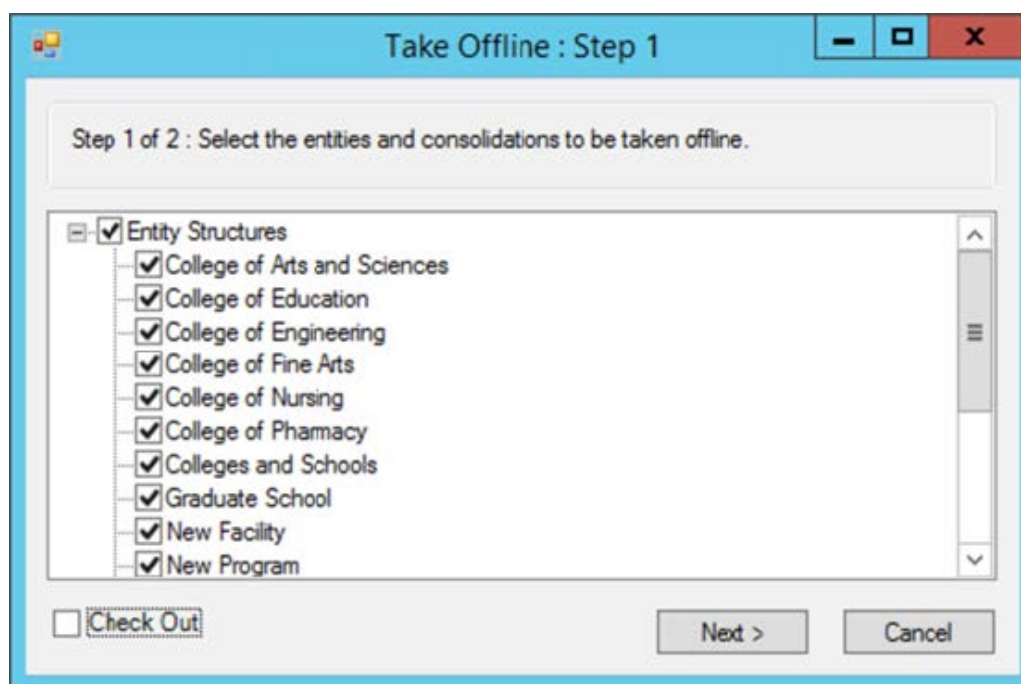 Take Offline : Step 1
Step 1 of 2 : Select the entities and consolidations to be taken offline.
Entity Structures
College of Arts and Sciences
College of Education
College of Engineering
College of Fine Arts
College of Nursing
College of Pharmacy
Colleges and Schools
Graduate School
New Facility
New Program
Check Out
Next >
Cancel